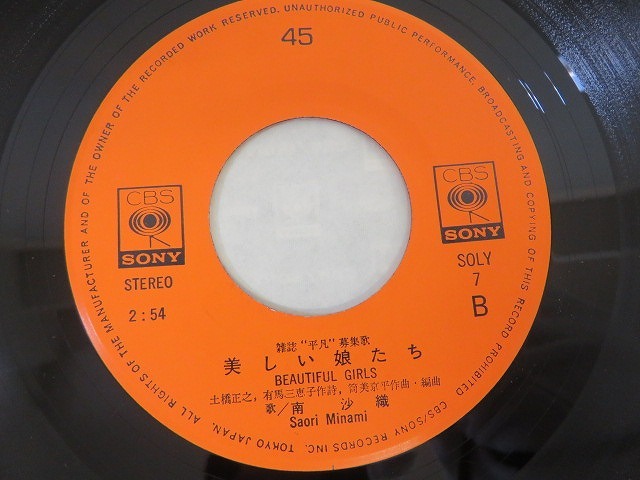 ALL RIGHTS OF THE MANUFACTURER AND OF THE OWNER OF THE RECORDED WORK RESERVED. UNAUTHORIZED PUBLIC PERFORMANCE, BROADCASTING AND COPYING OF THIS RECORD PROHIBITED
45
CBS
SONY
STEREO
2:54
CBS
SONY
SOLY
7
B
雑誌"平凡"募集歌
美しい娘たち
BEAUTIFUL GIRLS
土橋正之，有馬三恵子作詩，筒美京平作曲・編曲
歌/南 沙織
Saori Minami
CBS/SONY RECORDS INC. TOKYO JAPAN.